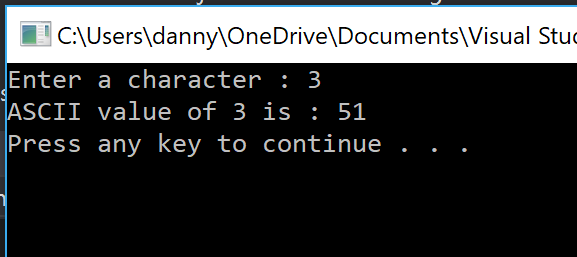 C:\Users\danny\OneDrive\Documents\Visual
Enter a character : 3
ASCII value of 3 is : 51
Press any key to continue . . .